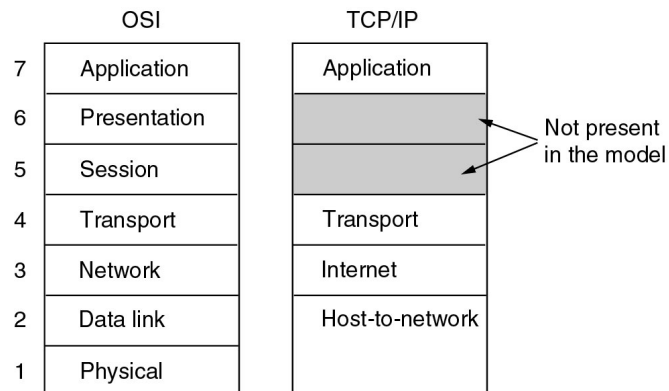 OSI TCP/IP
7 Application Application
6 Presentation
5 Session
Not present
in the model
4 Transport Transport
3 Network Internet
2 Data link Host-to-network
1 Physical